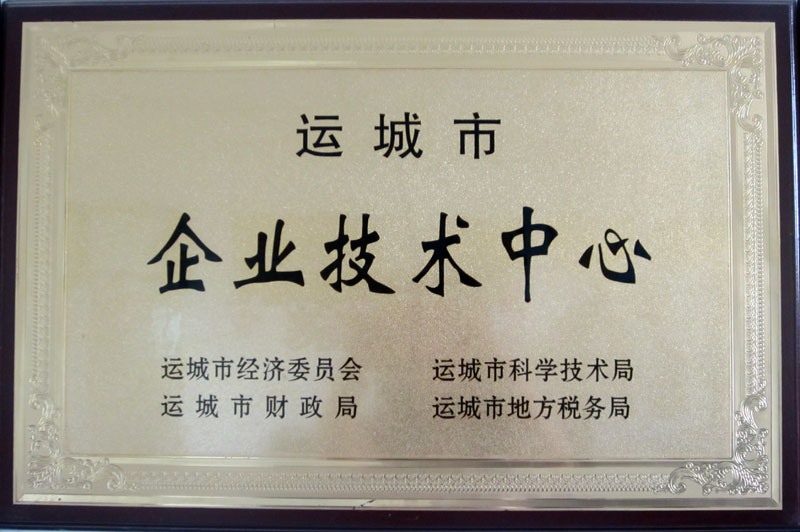 运城市
企业技术中心
运城市经济委员会 运城市科学技术局
运城市财政局 运城市地方税务局